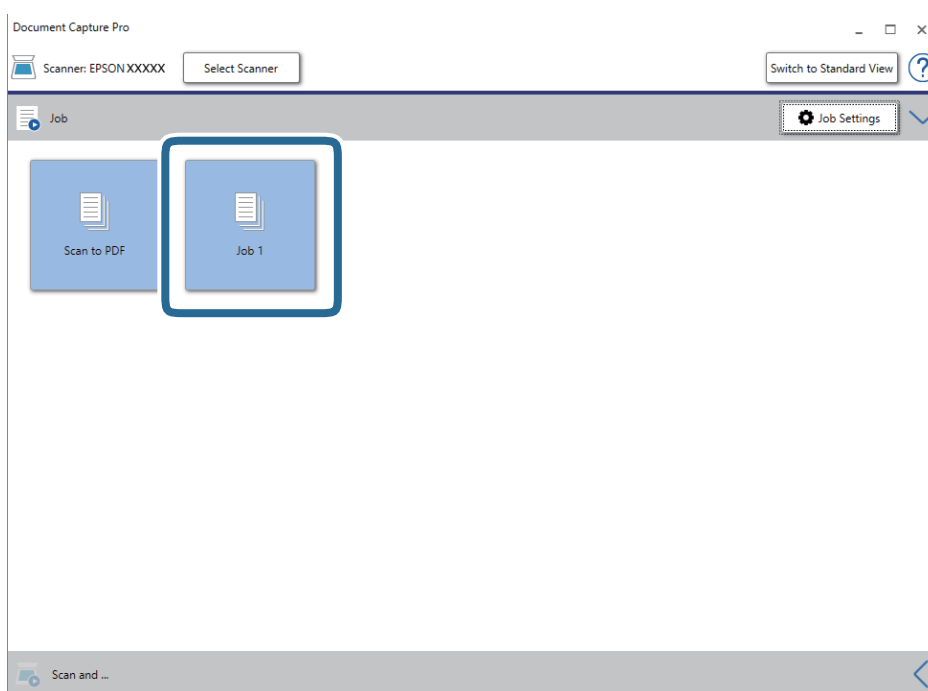 Document Capture Pro
Scanner: EPSON XXXXX
Select Scanner
Switch to Standard View
?
Job
Job Settings
Scan to PDF
Job 1
Scan and ...